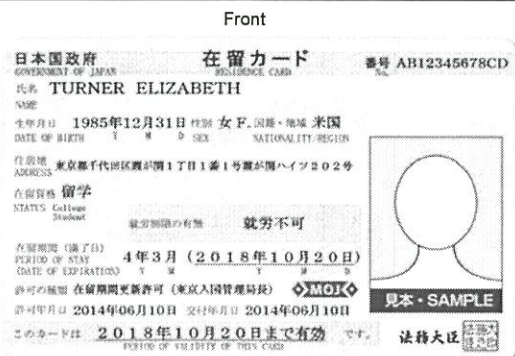 Front
日本国政府 在留カード 番号 AB12345678CD
GOVERNMENT OF JAPAN RESIDENCE CARD No.
氏名 TURNER ELIZABETH
NAME
生年月日 1985年12月31日 性別 女 F. 国籍・地域 米国
DATE OF BIRTH Y M D SEX NATIONALITY/REGION
住居地 東京都千代田区霞が関1丁目1番1号霞が関ハイツ202号
ADDRESS
在留資格 留学
STATUS College
Student
就労制限の有無 就労不可
在留期間(満了日) 4年3月(2018年10月20日)
PERIOD OF STAY
(DATE OF EXPIRATION) Y M Y M D
許可の種類 在留期間更新許可(東京入国管理局長) MOJ
見本・SAMPLE
許可年月日 2014年06月10日 交付年月日 2014年06月10日
このカードは 2018年10月20日まで有効 です。
PERIOD OF VALIDITY OF THIS CARD
法務大臣